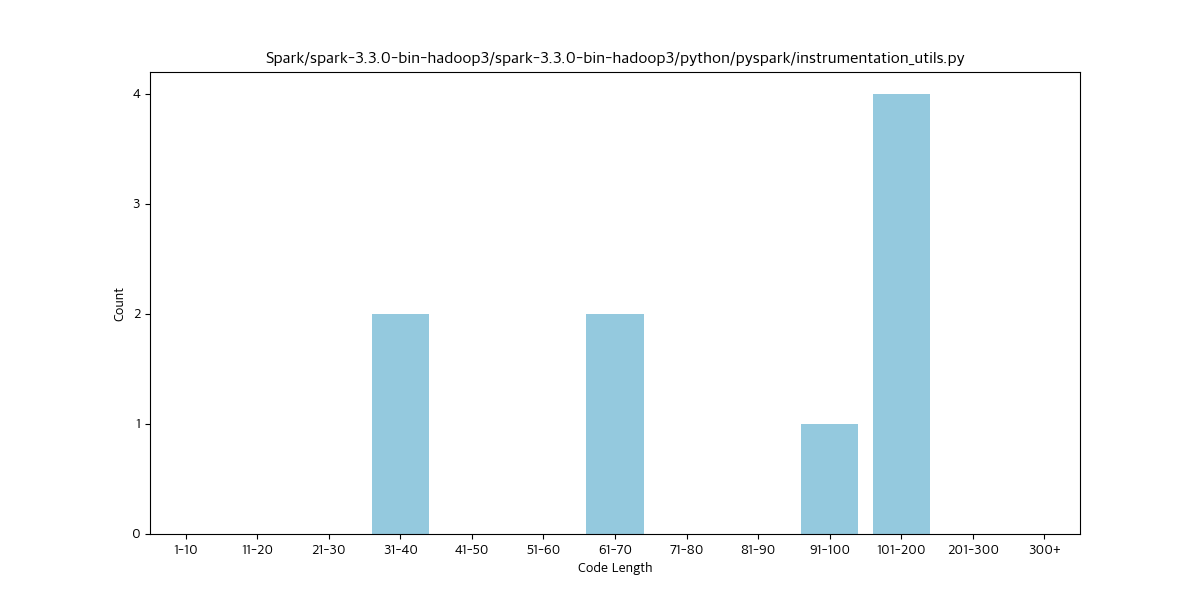 Spark/spark-3.3.0-bin-hadoop3/spark-3.3.0-bin-hadoop3/python/pyspark/instrumentation_utils.py
4
3
2
1
0
Count
1-10 11-20 21-30 31-40 41-50 51-60 61-70 71-80 81-90 91-100 101-200 201-300 300+
Code Length